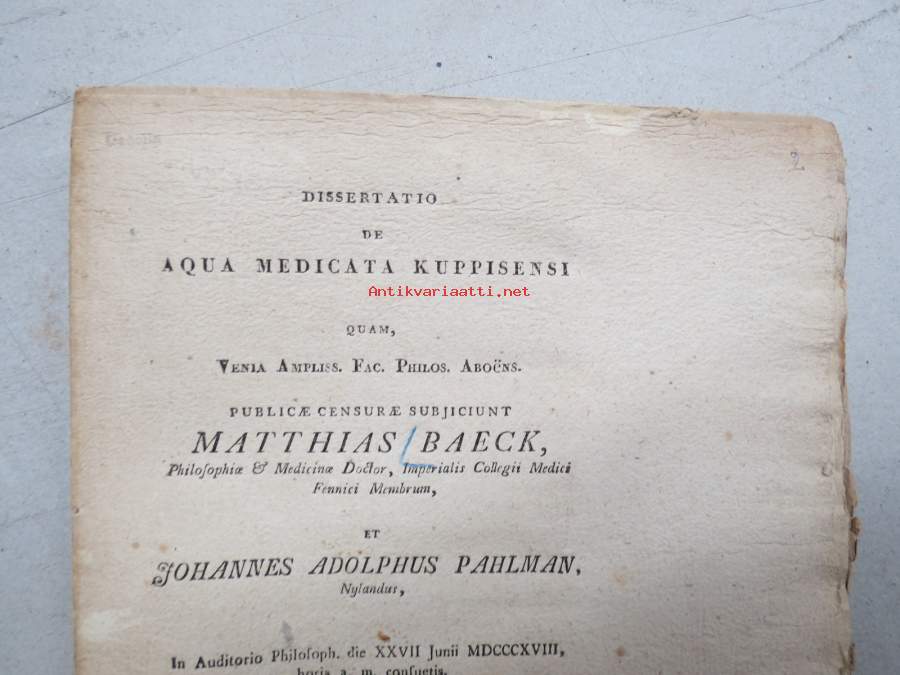 2
DISSERTATIO
DE
AQUA MEDICATA KUPPISENSI
Antikvariaatti.net
QUAM,
VENIA AMPLISS. FAC. PHILOS. ABOËNS.
PUBLICÆ CENSURÆ SUBJICIUNT
MATTHIAS BAECK,
Philoſophiæ & Medicinæ Doctor, Imperialis Collegii Medici
Fennici Membrum,
ET
JOHANNES ADOLPHUS PAHLMAN,
Nylandus,
In Auditorio Philoſoph. die XXVII Junii MDCCCXVIII,
horis a. m. conſuetis.